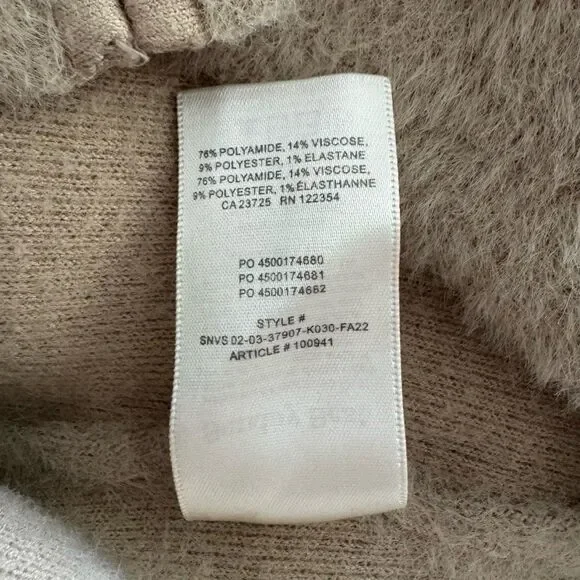 76% POLYAMIDE, 14% VISCOSE,
9% POLYESTER, 1% ELASTANE
76% POLYAMIDE, 14% VISCOSE,
9% POLYESTER, 1% ÉLASTHANNE
CA 23725 RN 122354
PO 4500174680
PO 4500174681
PO 4500174682
STYLE #
SNVS 02-03-37907-K030-FA22
ARTICLE # 100941